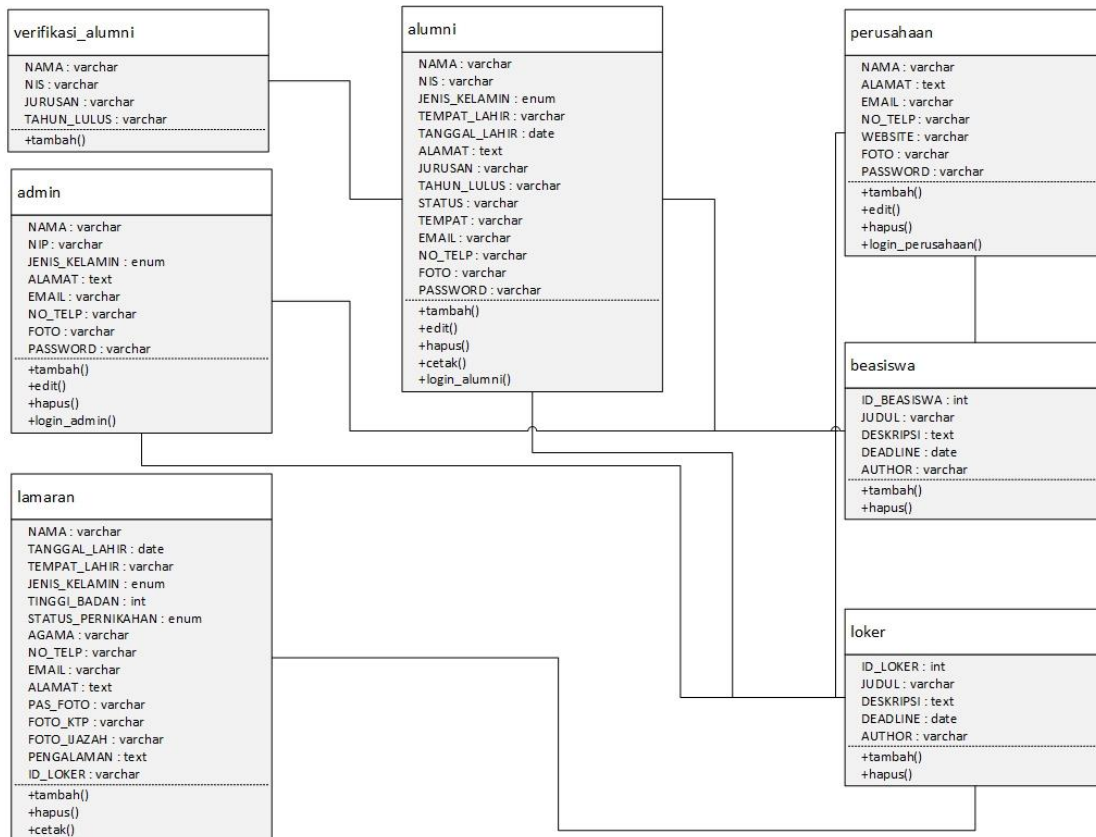 verifikasi_alumni
NAMA : varchar
NIS : varchar
JURUSAN : varchar
TAHUN_LULUS : varchar
+tambah()
admin
NAMA : varchar
NIP : varchar
JENIS_KELAMIN : enum
ALAMAT : text
EMAIL : varchar
NO_TELP : varchar
FOTO : varchar
PASSWORD : varchar
+tambah()
+edit()
+hapus()
+login_admin()
lamaran
NAMA : varchar
TANGGAL_LAHIR : date
TEMPAT_LAHIR : varchar
JENIS_KELAMIN : enum
TINGGI_BADAN : int
STATUS_PERNIKAHAN : enum
AGAMA : varchar
NO_TELP : varchar
EMAIL : varchar
ALAMAT : text
PAS_FOTO : varchar
FOTO_KTP : varchar
FOTO_IJAZAH : varchar
PENGALAMAN : text
ID_LOKER : varchar
+tambah()
+hapus()
+cetak()
alumni
NAMA : varchar
NIS : varchar
JENIS_KELAMIN : enum
TEMPAT_LAHIR : varchar
TANGGAL_LAHIR : date
ALAMAT : text
JURUSAN : varchar
TAHUN_LULUS : varchar
STATUS : varchar
TEMPAT : varchar
EMAIL : varchar
NO_TELP : varchar
FOTO : varchar
PASSWORD : varchar
+tambah()
+edit()
+hapus()
+cetak()
+login_alumni()
perusahaan
NAMA : varchar
ALAMAT : text
EMAIL : varchar
NO_TELP : varchar
WEBSITE : varchar
FOTO : varchar
PASSWORD : varchar
+tambah()
+edit()
+hapus()
+login_perusahaan()
beasiswa
ID_BEASISWA : int
JUDUL : varchar
DESKRIPSI : text
DEADLINE : date
AUTHOR : varchar
+tambah()
+hapus()
loker
ID_LOKER : int
JUDUL : varchar
DESKRIPSI : text
DEADLINE : date
AUTHOR : varchar
+tambah()
+hapus()